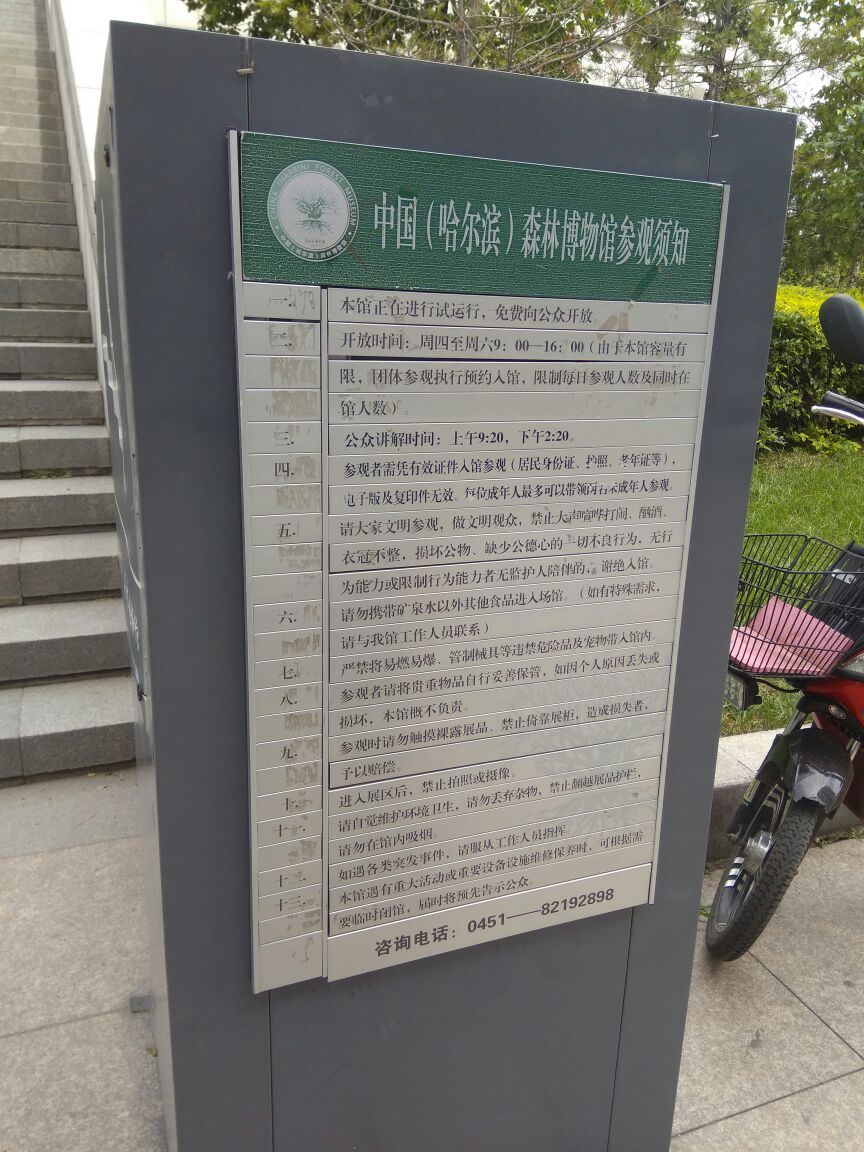 CHINA (HARBIN) FOREST MUSEUM
中国(哈尔滨)森林博物馆
中国(哈尔滨)森林博物馆参观须知
一. 本馆正在进行试运行，免费向公众开放。
二. 开放时间：周四至周六9：00—16：00（由于本馆容量有
限，团体参观执行预约入馆，限制每日参观人数及同时在
馆人数）。
三. 公众讲解时间：上午9:20，下午2:20。
四. 参观者需凭有效证件入馆参观（居民身份证、护照、老年证等），
电子版及复印件无效。每位成年人最多可以带领两名未成年人参观。
五. 请大家文明参观，做文明观众，禁止大声喧哗打闹、酗酒、
衣冠不整，损坏公物、缺少公德心的一切不良行为，无行
为能力或限制行为能力者无监护人陪伴的，谢绝入馆。
六. 请勿携带矿泉水以外其他食品进入场馆。（如有特殊需求，
请与我馆工作人员联系）
七. 严禁将易燃易爆、管制械具等违禁危险品及宠物带入馆内
八. 参观者请将贵重物品自行妥善保管，如因个人原因丢失或
损坏，本馆概不负责。
九. 参观时请勿触摸裸露展品、禁止倚靠展柜，造成损失者，
予以赔偿。
十. 进入展区后，禁止拍照或摄像。
十一. 请自觉维护环境卫生，请勿丢弃杂物，禁止翻越展品护栏，
请勿在馆内吸烟。
十二. 如遇各类突发事件，请服从工作人员指挥。
十三. 本馆遇有重大活动或重要设备设施维修保养时，可根据需
要临时闭馆，届时将预先告示公众。
咨询电话：0451——82192898